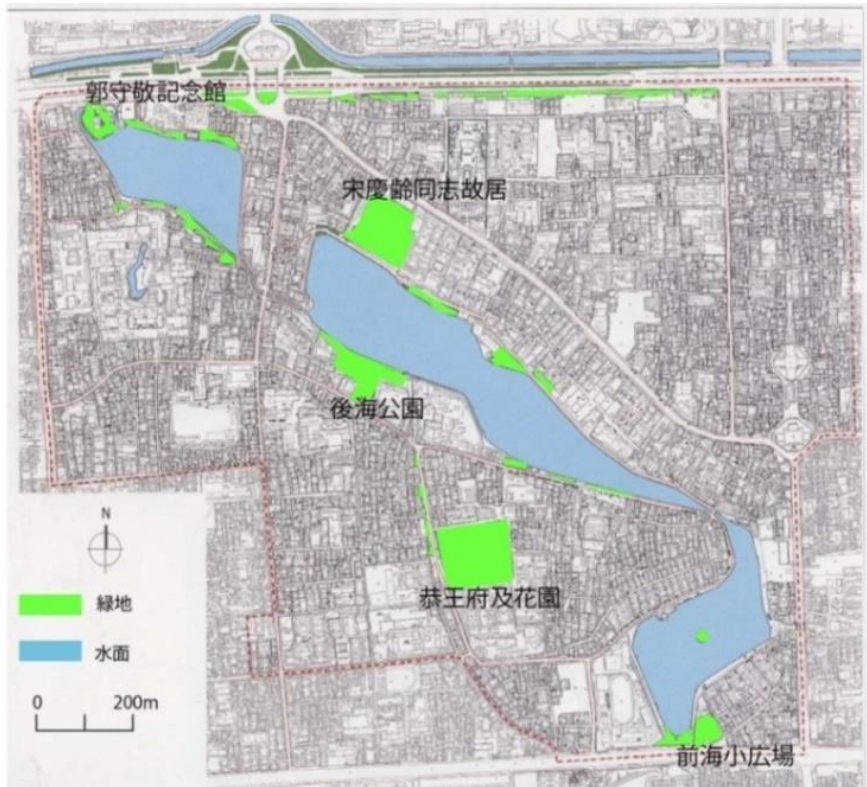 郭守敬記念館
宋慶齢同志故居
後海公園
恭王府及花園
前海小広場
N
緑地
水面
0 200m